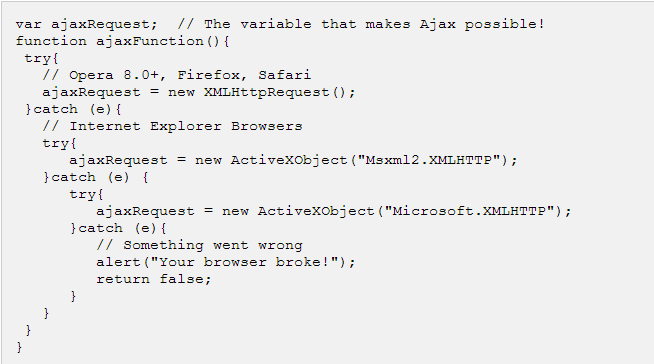 var ajaxRequest;  // The variable that makes Ajax possible!
function ajaxFunction(){
 try{
   // Opera 8.0+, Firefox, Safari
   ajaxRequest = new XMLHttpRequest();
 }catch (e){
   // Internet Explorer Browsers
   try{
      ajaxRequest = new ActiveXObject("Msxml2.XMLHTTP");
   }catch (e) {
      try{
         ajaxRequest = new ActiveXObject("Microsoft.XMLHTTP");
      }catch (e){
         // Something went wrong
         alert("Your browser broke!");
         return false;
      }
   }
 }
}